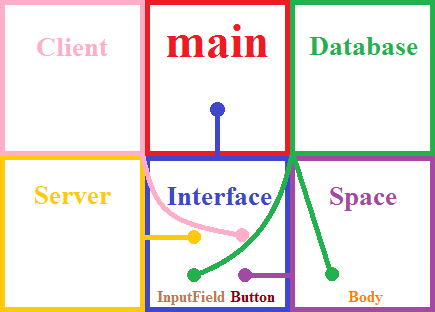 Client
main
Database
Server
Interface
Space
InputField
Button
Body